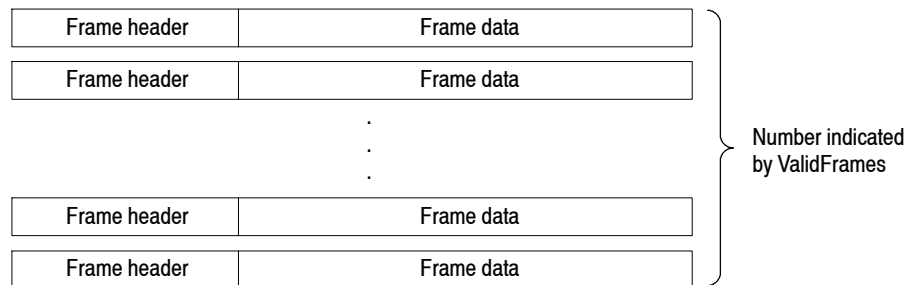 Frame header Frame data
Frame header Frame data
.
.
.
Number indicated
by ValidFrames
Frame header Frame data
Frame header Frame data